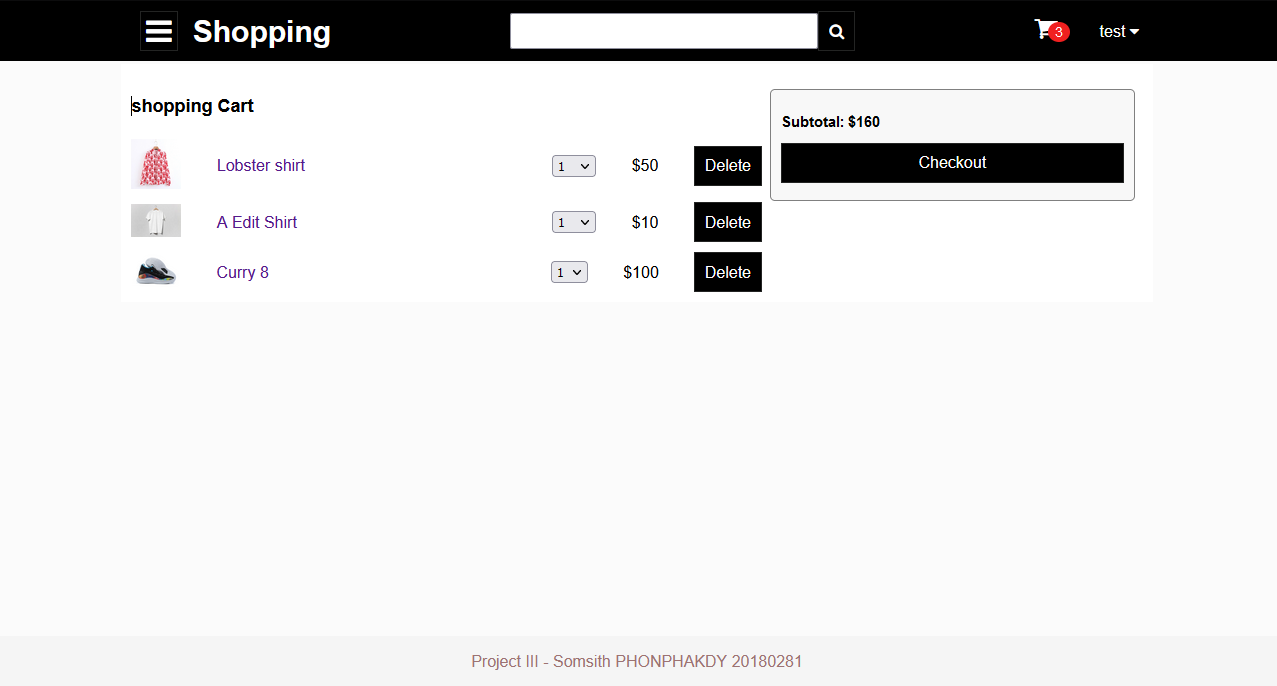 Shopping
3
test
shopping Cart
Lobster shirt 1 $50 Delete
A Edit Shirt 1 $10 Delete
Curry 8 1 $100 Delete
Subtotal: $160
Checkout
Project III - Somsith PHONPHAKDY 20180281